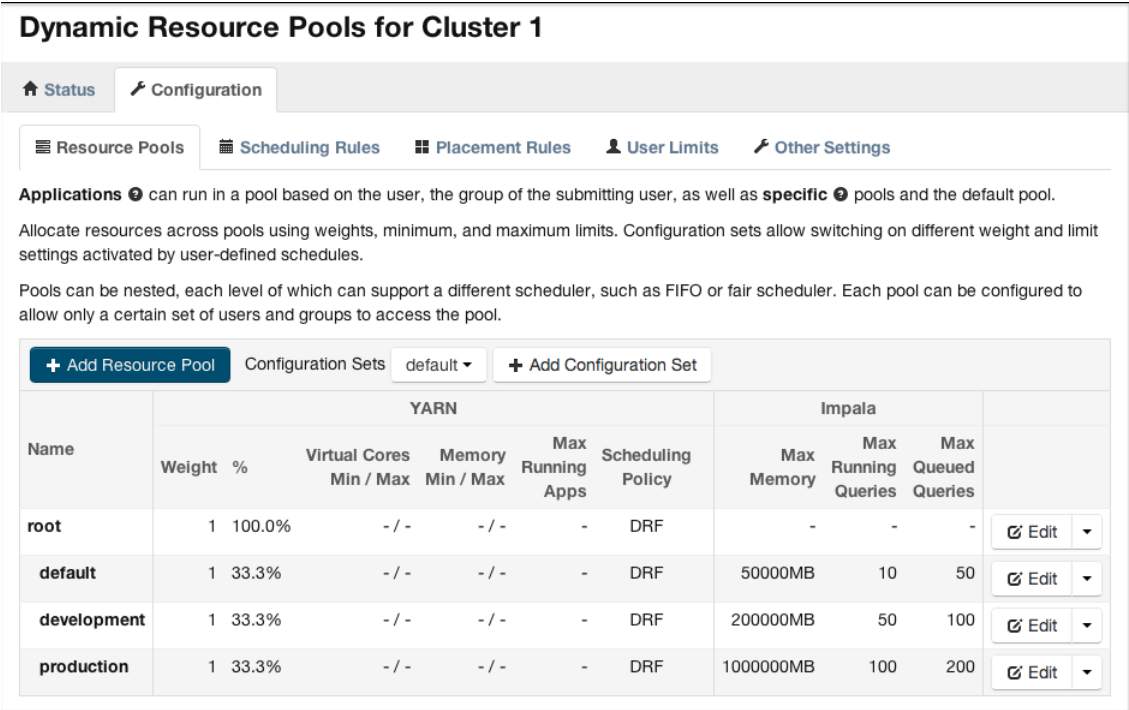 Dynamic Resource Pools for Cluster 1
Status
Configuration
Resource Pools
Scheduling Rules
Placement Rules
User Limits
Other Settings
Applications can run in a pool based on the user, the group of the submitting user, as well as specific pools and the default pool.
Allocate resources across pools using weights, minimum, and maximum limits. Configuration sets allow switching on different weight and limit
settings activated by user-defined schedules.
Pools can be nested, each level of which can support a different scheduler, such as FIFO or fair scheduler. Each pool can be configured to
allow only a certain set of users and groups to access the pool.
+ Add Resource Pool Configuration Sets default + Add Configuration Set
YARN Impala
Name Weight % Virtual Cores Min / Max Memory Min / Max Max Running Apps Scheduling Policy Max Memory Max Running Queries Max Queued Queries
root 1 100.0% - / - - / - - DRF - - - Edit
default 1 33.3% - / - - / - - DRF 50000MB 10 50 Edit
development 1 33.3% - / - - / - - DRF 200000MB 50 100 Edit
production 1 33.3% - / - - / - - DRF 1000000MB 100 200 Edit